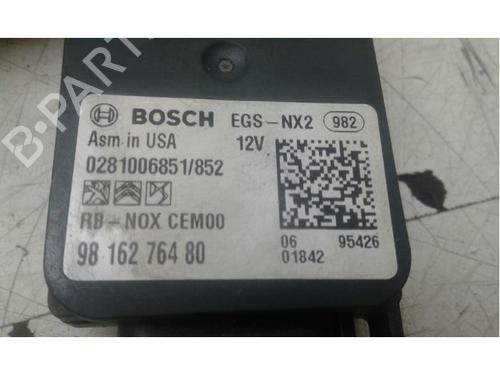 BOSCH EGS-NX2 982
Asm in USA 12V
0281006851/852
RB-NOX CEM00
98 162 764 80
06 95426
01842
B-PARTS